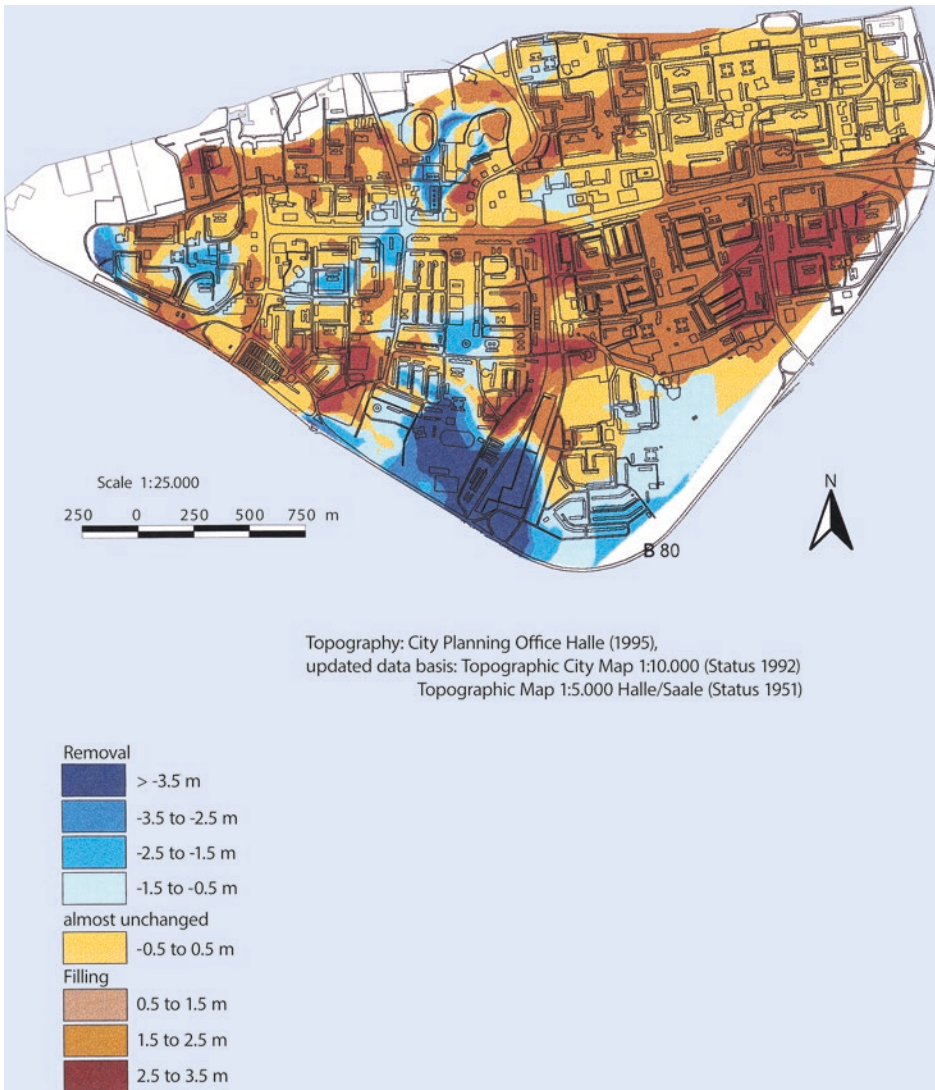 Scale 1:25.000
250 0 250 500 750 m
N
B 80
Topography: City Planning Office Halle (1995),
updated data basis: Topographic City Map 1:10.000 (Status 1992)
Topographic Map 1:5.000 Halle/Saale (Status 1951)
Removal
> -3.5 m
-3.5 to -2.5 m
-2.5 to -1.5 m
-1.5 to -0.5 m
almost unchanged
-0.5 to 0.5 m
Filling
0.5 to 1.5 m
1.5 to 2.5 m
2.5 to 3.5 m